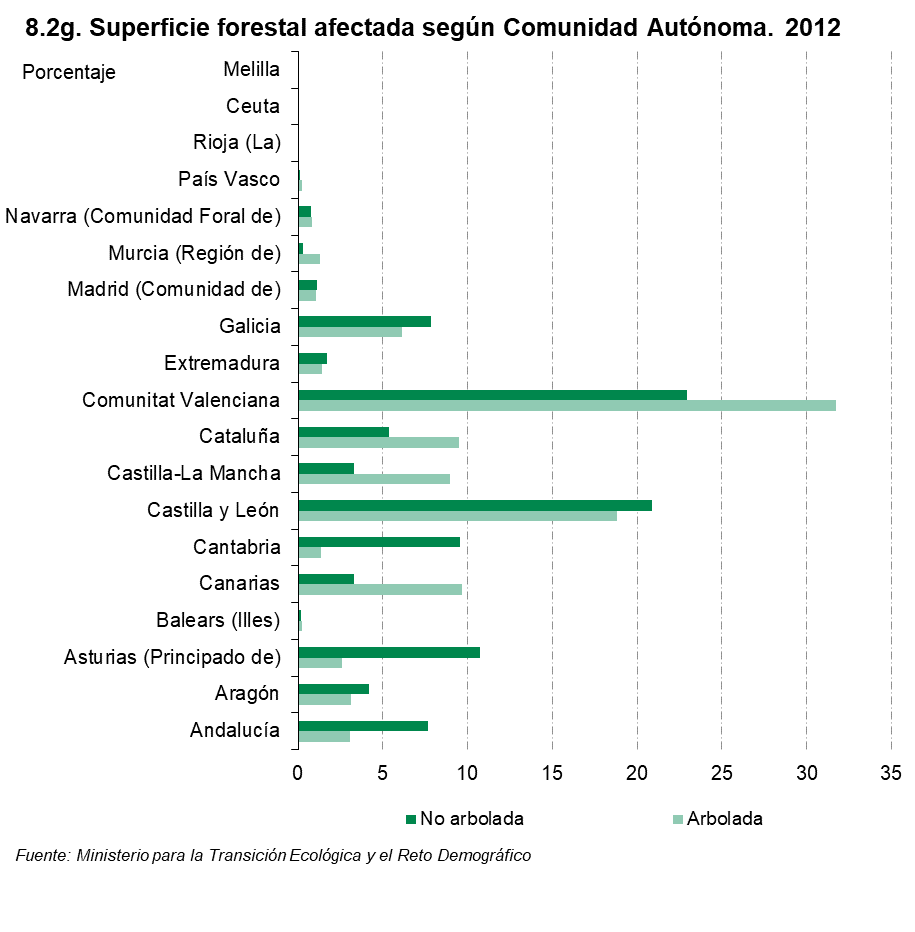 8.2g. Superficie forestal afectada según Comunidad Autónoma. 2012
Porcentaje
Melilla
Ceuta
Rioja (La)
País Vasco
Navarra (Comunidad Foral de)
Murcia (Región de)
Madrid (Comunidad de)
Galicia
Extremadura
Comunitat Valenciana
Cataluña
Castilla-La Mancha
Castilla y León
Cantabria
Canarias
Balears (Illes)
Asturias (Principado de)
Aragón
Andalucía
0 5 10 15 20 25 30 35
No arbolada Arbolada
Fuente: Ministerio para la Transición Ecológica y el Reto Demográfico